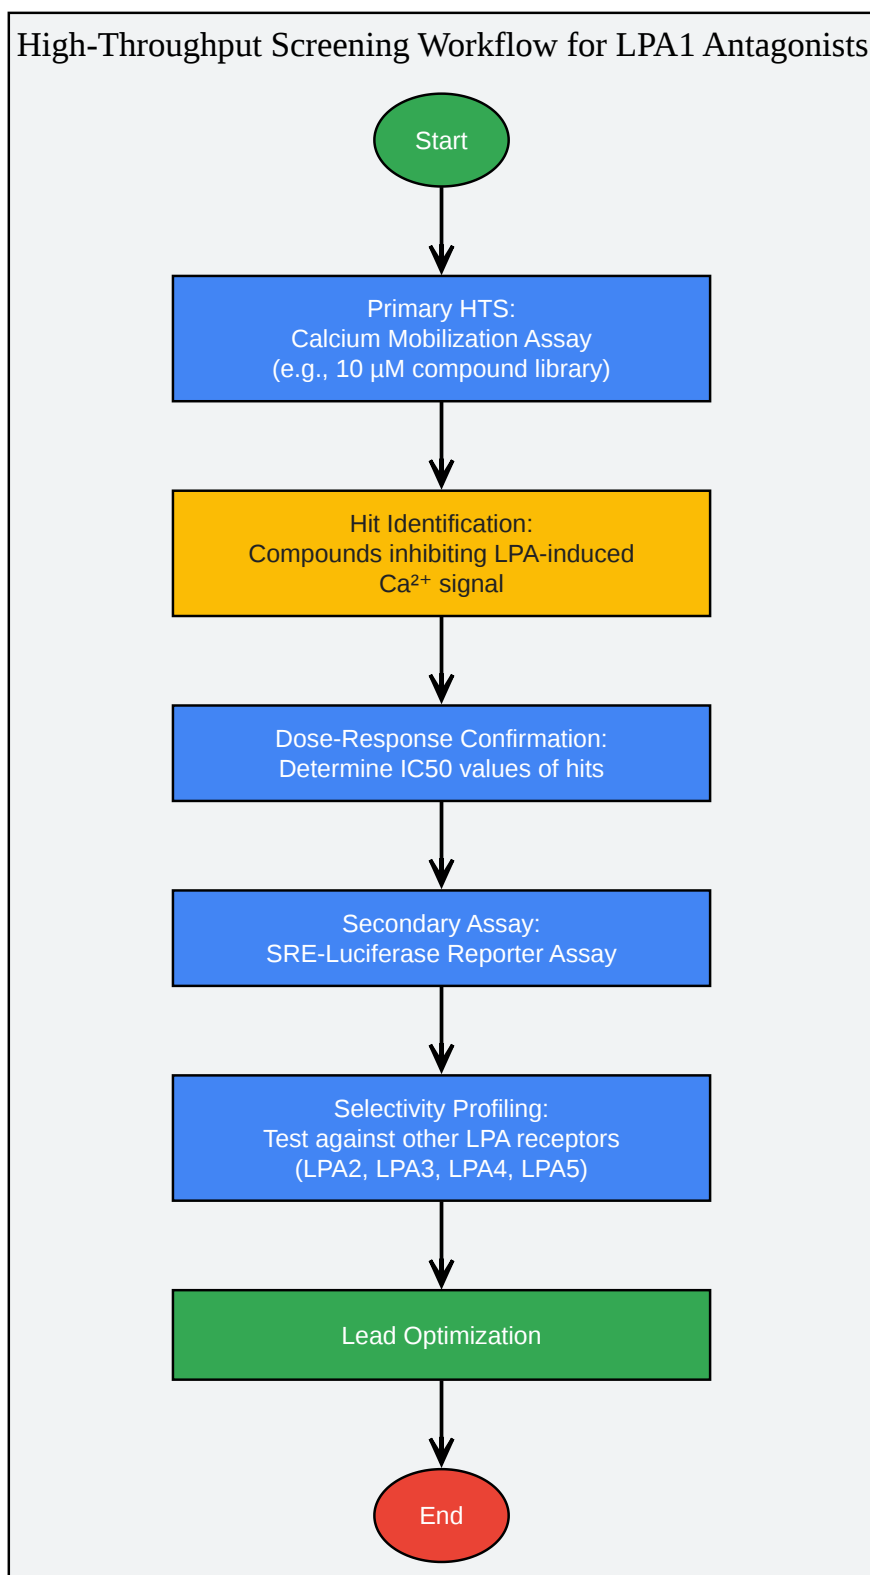 High-Throughput Screening Workflow for LPA1 Antagonists
Start
Primary HTS:
Calcium Mobilization Assay
(e.g., 10 µM compound library)
Hit Identification:
Compounds inhibiting LPA-induced
Ca²⁺ signal
Dose-Response Confirmation:
Determine IC50 values of hits
Secondary Assay:
SRE-Luciferase Reporter Assay
Selectivity Profiling:
Test against other LPA receptors
(LPA2, LPA3, LPA4, LPA5)
Lead Optimization
End